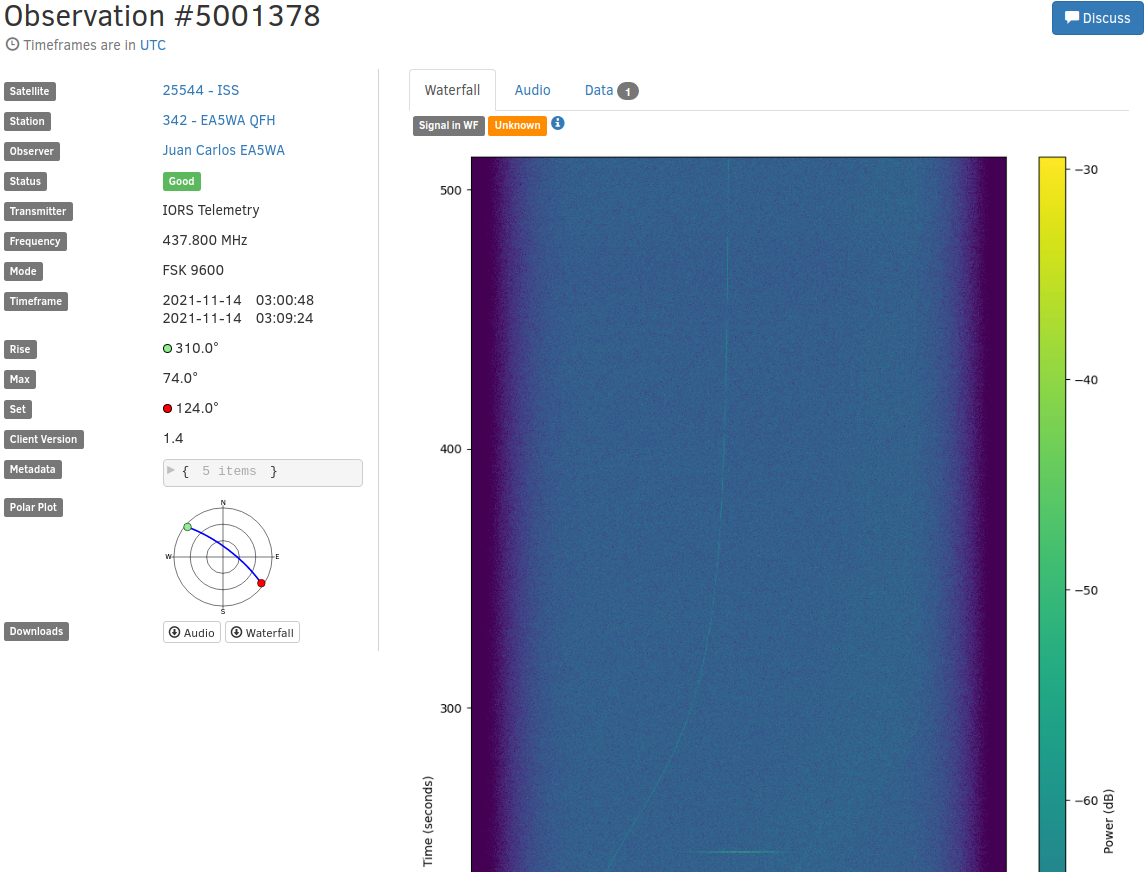 Observation #5001378
Discuss
Timeframes are in UTC
Satellite 25544 - ISS
Station 342 - EA5WA QFH
Observer Juan Carlos EA5WA
Status Good
Transmitter IORS Telemetry
Frequency 437.800 MHz
Mode FSK 9600
Timeframe 2021-11-14 03:00:48
2021-11-14 03:09:24
Rise 310.0°
Max 74.0°
Set 124.0°
Client Version 1.4
Metadata { 5 items }
Polar Plot
N
W E
S
Downloads Audio Waterfall
Waterfall Audio Data 1
Signal in WF Unknown
500
400
300
Time (seconds)
−30
−40
−50
−60
Power (dB)